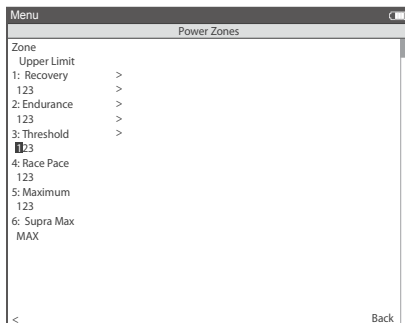 Menu
Power Zones
Zone
Upper Limit
1: Recovery >
123 >
2: Endurance >
123 >
3: Threshold >
123
4: Race Pace
123
5: Maximum
123
6: Supra Max
MAX
< Back